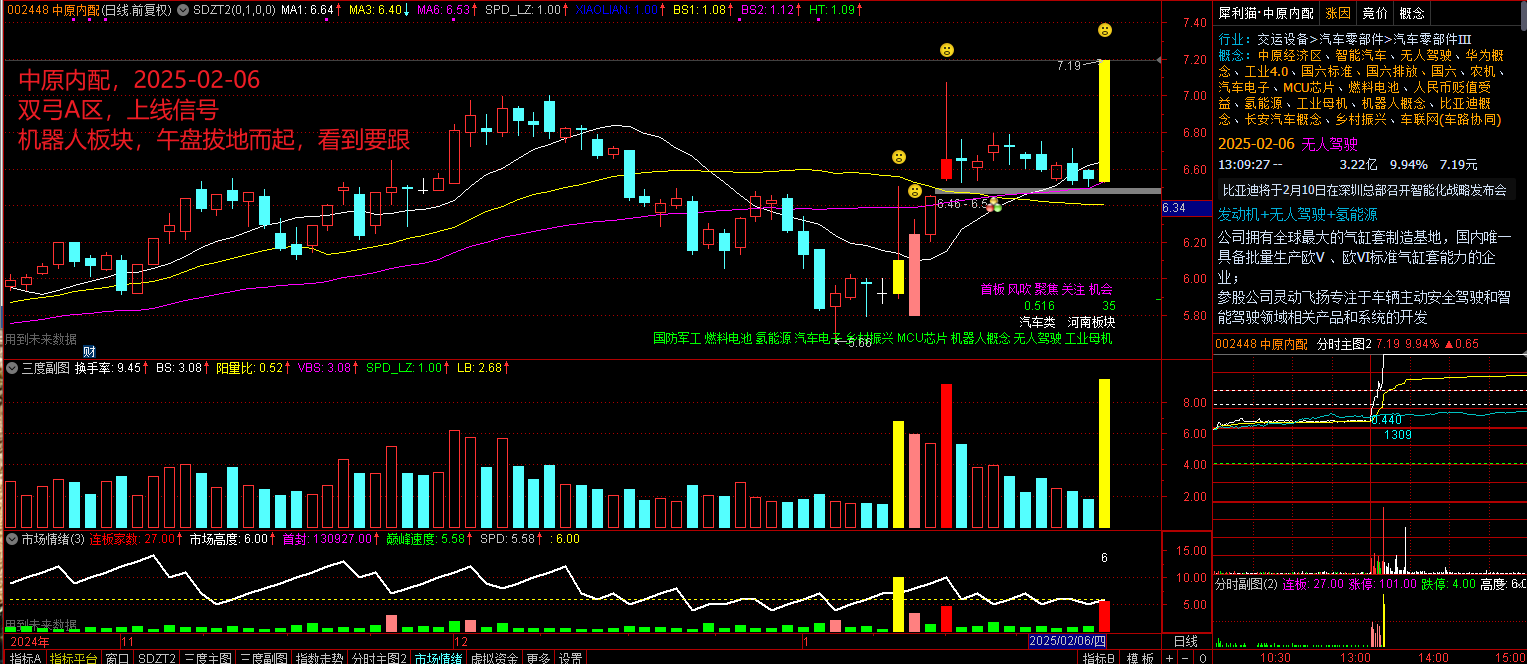 002448 中原内配(日线.前复权) SDZT2(0,1,0,0) MA1: 6.64↑ MA3: 6.40↓ MA6: 6.53↑ SPD_LZ: 1.00↑ XIAOLIAN: 1.00↑ BS1: 1.08↑ BS2: 1.12↑ HT: 1.09↑
中原内配，2025-02-06
双弓A区，上线信号
机器人板块，午盘拔地而起，看到要跟
7.19
5.66
7.40
7.20
7.00
6.80
6.60
6.34
6.20
6.00
5.80
首板 风吹 聚焦 关注 机会
0.516 35
汽车类 河南板块
国防军工 燃料电池 氢能源 汽车电子 乡村振兴 MCU芯片 机器人概念 无人驾驶 工业母机
用到未来数据
财
三度副图 换手率: 9.45↑ BS: 3.08↑ 阳量比: 0.52↑ VBS: 3.08↑ SPD_LZ: 1.00↑ LB: 2.68↑
8.00
6.00
4.00
2.00
市场情绪(3) 连板家数: 27.00↑ 市场高度: 6.00↑ 首封: 130927.00↑ 巅峰速度: 5.58↑ SPD: 5.58↑ : 6.00
6
15.00
10.00
5.00
用到未来数据
2024年 11 12 1 2025/02/06/四 日线
指标A 指标平台 窗口 SDZT2 三度主图 三度副图 指数走势 分时主图2 市场情绪 虚拟资金 更多 设置 指标B 模板 + - 0
犀利猫·中原内配 涨因 竞价 概念
行业: 交运设备>汽车零部件>汽车零部件Ⅲ
概念: 中原经济区、智能汽车、无人驾驶、华为概
念、工业4.0、国六标准、国六排放、国六、农机、
汽车电子、MCU芯片、燃料电池、人民币贬值受
益、氢能源、工业母机、机器人概念、比亚迪概
念、长安汽车概念、乡村振兴、车联网(车路协同)
2025-02-06 无人驾驶
13:09:27 -- 3.22亿 9.94% 7.19元
比亚迪将于2月10日在深圳总部召开智能化战略发布会
发动机+无人驾驶+氢能源
公司拥有全球最大的气缸套制造基地，国内唯一
具备批量生产欧Ⅴ、欧Ⅵ标准气缸套能力的企
业；
参股公司灵动飞扬专注于车辆主动安全驾驶和智
能驾驶领域相关产品和系统的开发
002448 中原内配 分时主图2 7.19 9.94% ▲0.65
0.440
1309
分时副图(2) 连板: 27.00 涨停: 101.00 跌停: 4.00 高度: 6.0
10:30 13:00 14:00 15:00